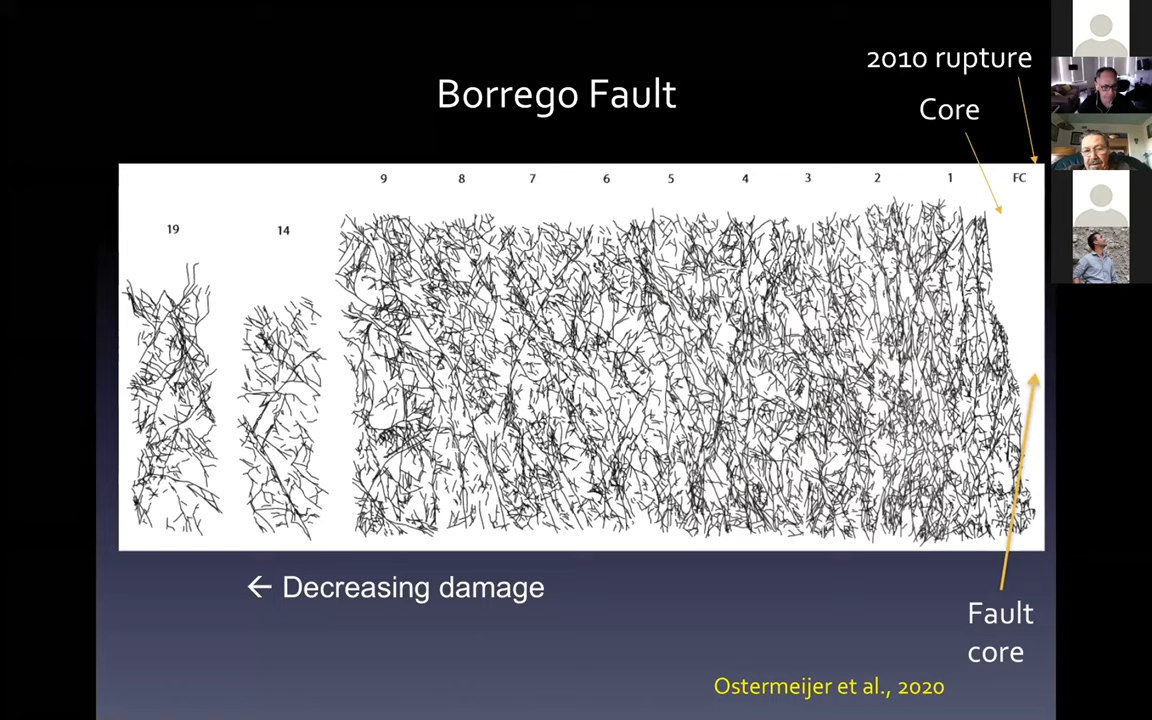 2010 rupture
Borrego Fault
Core
9 8 7 6 5 4 3 2 1 FC
19 14
← Decreasing damage
Fault
core
Ostermeijer et al., 2020